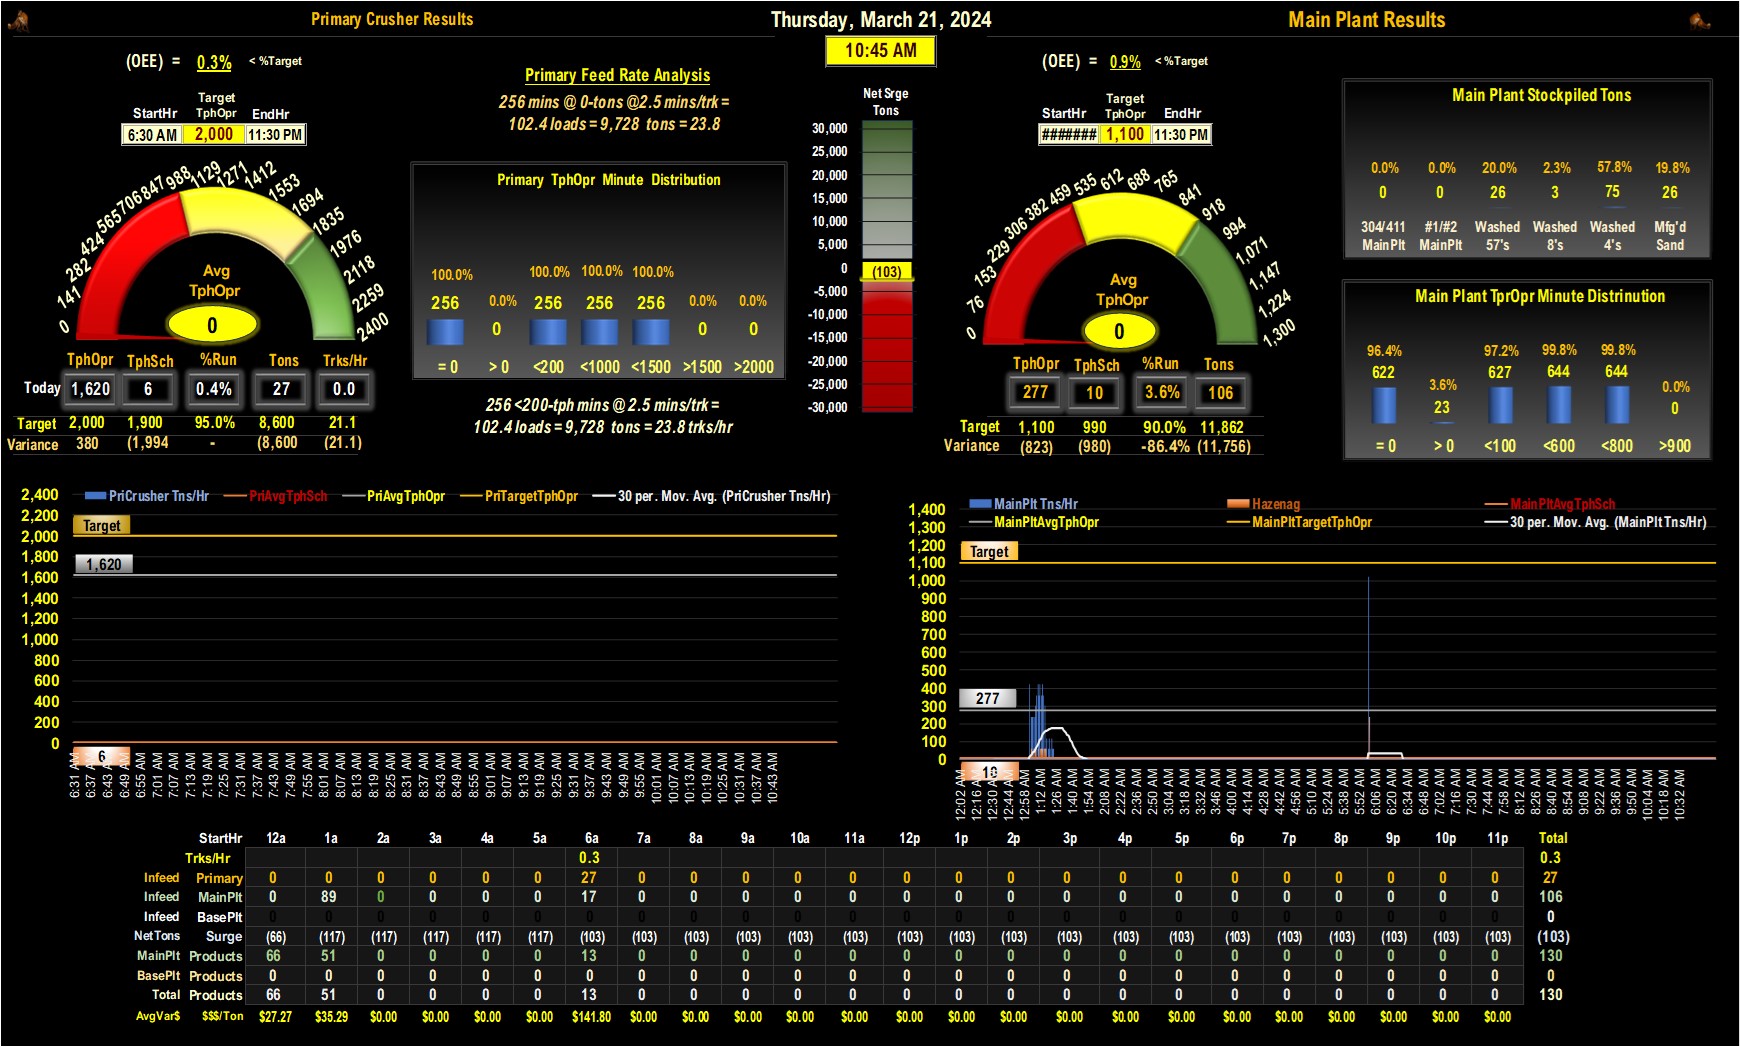 Primary Crusher Results
Thursday, March 21, 2024
Main Plant Results
10:45 AM
(OEE) = 0.3% < %Target
Target
StartHr TphOpr EndHr
6:30 AM 2,000 11:30 PM
0 141 282 424 565 706 847 988 1129 1271 1412 1553 1694 1835 1976 2118 2259 2400
Avg
TphOpr
0
TphOpr TphSch %Run Tons Trks/Hr
Today 1,620 6 0.4% 27 0.0
Target 2,000 1,900 95.0% 8,600 21.1
Variance 380 (1,994 - (8,600) (21.1)
Primary Feed Rate Analysis
256 mins @ 0-tons @2.5 mins/trk =
102.4 loads = 9,728 tons = 23.8
Primary TphOpr Minute Distribution
100.0% 0.0% 100.0% 100.0% 100.0% 0.0% 0.0%
256 0 256 256 256 0 0
= 0 > 0 <200 <1000 <1500 >1500 >2000
256 <200-tph mins @ 2.5 mins/trk =
102.4 loads = 9,728 tons = 23.8 trks/hr
Net Srge
Tons
30,000
25,000
20,000
15,000
10,000
5,000
0
(103)
-5,000
-10,000
-15,000
-20,000
-25,000
-30,000
(OEE) = 0.9% < %Target
Target
StartHr TphOpr EndHr
####### 1,100 11:30 PM
0 76 153 229 306 382 459 535 612 688 765 841 918 994 1,071 1,147 1,224 1,300
Avg
TphOpr
0
TphOpr TphSch %Run Tons
277 10 3.6% 106
Target 1,100 990 90.0% 11,862
Variance (823) (980) -86.4% (11,756)
Main Plant Stockpiled Tons
0.0% 0.0% 20.0% 2.3% 57.8% 19.8%
0 0 26 3 75 26
304/411 #1/#2 Washed Washed Washed Mfg'd
MainPlt MainPlt 57's 8's 4's Sand
Main Plant TprOpr Minute Distrinution
96.4% 3.6% 97.2% 99.8% 99.8% 0.0%
622 23 627 644 644 0
= 0 > 0 <100 <600 <800 >900
PriCrusher Tns/Hr PriAvgTphSch PriAvgTphOpr PriTargetTphOpr 30 per. Mov. Avg. (PriCrusher Tns/Hr)
2,400
2,200
Target
2,000
1,800
1,620
1,600
1,400
1,200
1,000
800
600
400
200
0
6
6:31 AM 6:37 AM 6:43 AM 6:49 AM 6:55 AM 7:01 AM 7:07 AM 7:13 AM 7:19 AM 7:25 AM 7:31 AM 7:37 AM 7:43 AM 7:49 AM 7:55 AM 8:01 AM 8:07 AM 8:13 AM 8:19 AM 8:25 AM 8:31 AM 8:37 AM 8:43 AM 8:49 AM 8:55 AM 9:01 AM 9:07 AM 9:13 AM 9:19 AM 9:25 AM 9:31 AM 9:37 AM 9:43 AM 9:49 AM 9:55 AM 10:01 AM 10:07 AM 10:13 AM 10:19 AM 10:25 AM 10:31 AM 10:37 AM 10:43 AM
MainPlt Tns/Hr Hazenag MainPltAvgTphSch
MainPltAvgTphOpr MainPltTargetTphOpr 30 per. Mov. Avg. (MainPlt Tns/Hr)
1,400
1,300
1,200
Target
1,100
1,000
900
800
700
600
500
400
277
300
200
100
0
10
12:02 AM 12:16 AM 12:30 AM 12:44 AM 12:58 AM 1:12 AM 1:26 AM 1:40 AM 1:54 AM 2:08 AM 2:22 AM 2:36 AM 2:50 AM 3:04 AM 3:18 AM 3:32 AM 3:46 AM 4:00 AM 4:14 AM 4:28 AM 4:42 AM 4:56 AM 5:10 AM 5:24 AM 5:38 AM 5:52 AM 6:06 AM 6:20 AM 6:34 AM 6:48 AM 7:02 AM 7:16 AM 7:30 AM 7:44 AM 7:58 AM 8:12 AM 8:26 AM 8:40 AM 8:54 AM 9:08 AM 9:22 AM 9:36 AM 9:50 AM 10:04 AM 10:18 AM 10:32 AM
StartHr 12a 1a 2a 3a 4a 5a 6a 7a 8a 9a 10a 11a 12p 1p 2p 3p 4p 5p 6p 7p 8p 9p 10p 11p Total
Trks/Hr 0.3 0.3
Infeed Primary 0 0 0 0 0 0 27 0 0 0 0 0 0 0 0 0 0 0 0 0 0 0 0 0 27
Infeed MainPlt 0 89 0 0 0 0 17 0 0 0 0 0 0 0 0 0 0 0 0 0 0 0 0 0 106
Infeed BasePlt 0 0 0 0 0 0 0 0 0 0 0 0 0 0 0 0 0 0 0 0 0 0 0 0 0
NetTons Surge (66) (117) (117) (117) (117) (117) (103) (103) (103) (103) (103) (103) (103) (103) (103) (103) (103) (103) (103) (103) (103) (103) (103) (103) (103)
MainPlt Products 66 51 0 0 0 0 13 0 0 0 0 0 0 0 0 0 0 0 0 0 0 0 0 0 130
BasePlt Products 0 0 0 0 0 0 0 0 0 0 0 0 0 0 0 0 0 0 0 0 0 0 0 0 0
Total Products 66 51 0 0 0 0 13 0 0 0 0 0 0 0 0 0 0 0 0 0 0 0 0 0 130
AvgVar$ $$$/Ton $27.27 $35.29 $0.00 $0.00 $0.00 $0.00 $141.80 $0.00 $0.00 $0.00 $0.00 $0.00 $0.00 $0.00 $0.00 $0.00 $0.00 $0.00 $0.00 $0.00 $0.00 $0.00 $0.00 $0.00